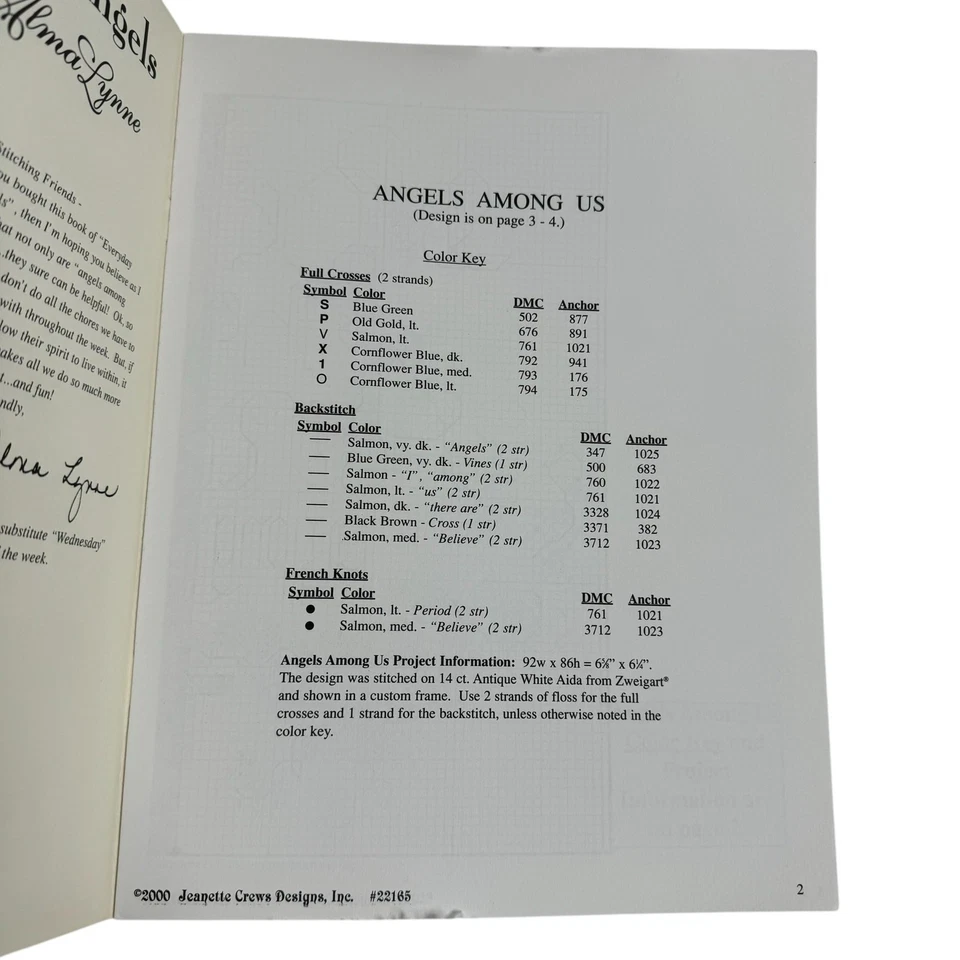 Angels
Alma Lynne
Stitching Friends -
you bought this book of "Everyday
", then I'm hoping you believe as I
that not only are "angels among
...they sure can be helpful! Ok, so
don't do all the chores we have to
with throughout the week. But, if
their spirit to live within, it
makes all we do so much more
...and fun!
Alma Lynne
substitute "Wednesday"
the week.
ANGELS AMONG US
(Design is on page 3 - 4.)
Color Key
Full Crosses (2 strands)
Symbol Color DMC Anchor
S Blue Green 502 877
P Old Gold, lt. 676 891
V Salmon, lt. 761 1021
X Cornflower Blue, dk. 792 941
1 Cornflower Blue, med. 793 176
O Cornflower Blue, lt. 794 175
Backstitch
Symbol Color DMC Anchor
— Salmon, vy. dk. - "Angels" (2 str) 347 1025
— Blue Green, vy. dk. - Vines (1 str) 500 683
— Salmon - "I", "among" (2 str) 760 1022
— Salmon, lt. - "us" (2 str) 761 1021
— Salmon, dk. - "there are" (2 str) 3328 1024
— Black Brown - Cross (1 str) 3371 382
— Salmon, med. - "Believe" (2 str) 3712 1023
French Knots
Symbol Color DMC Anchor
● Salmon, lt. - Period (2 str) 761 1021
● Salmon, med. - "Believe" (2 str) 3712 1023
Angels Among Us Project Information: 92w x 86h = 6⅝" x 6¼".
The design was stitched on 14 ct. Antique White Aida from Zweigart®
and shown in a custom frame. Use 2 strands of floss for the full
crosses and 1 strand for the backstitch, unless otherwise noted in the
color key.
©2000 Jeanette Crews Designs, Inc. #22165
2